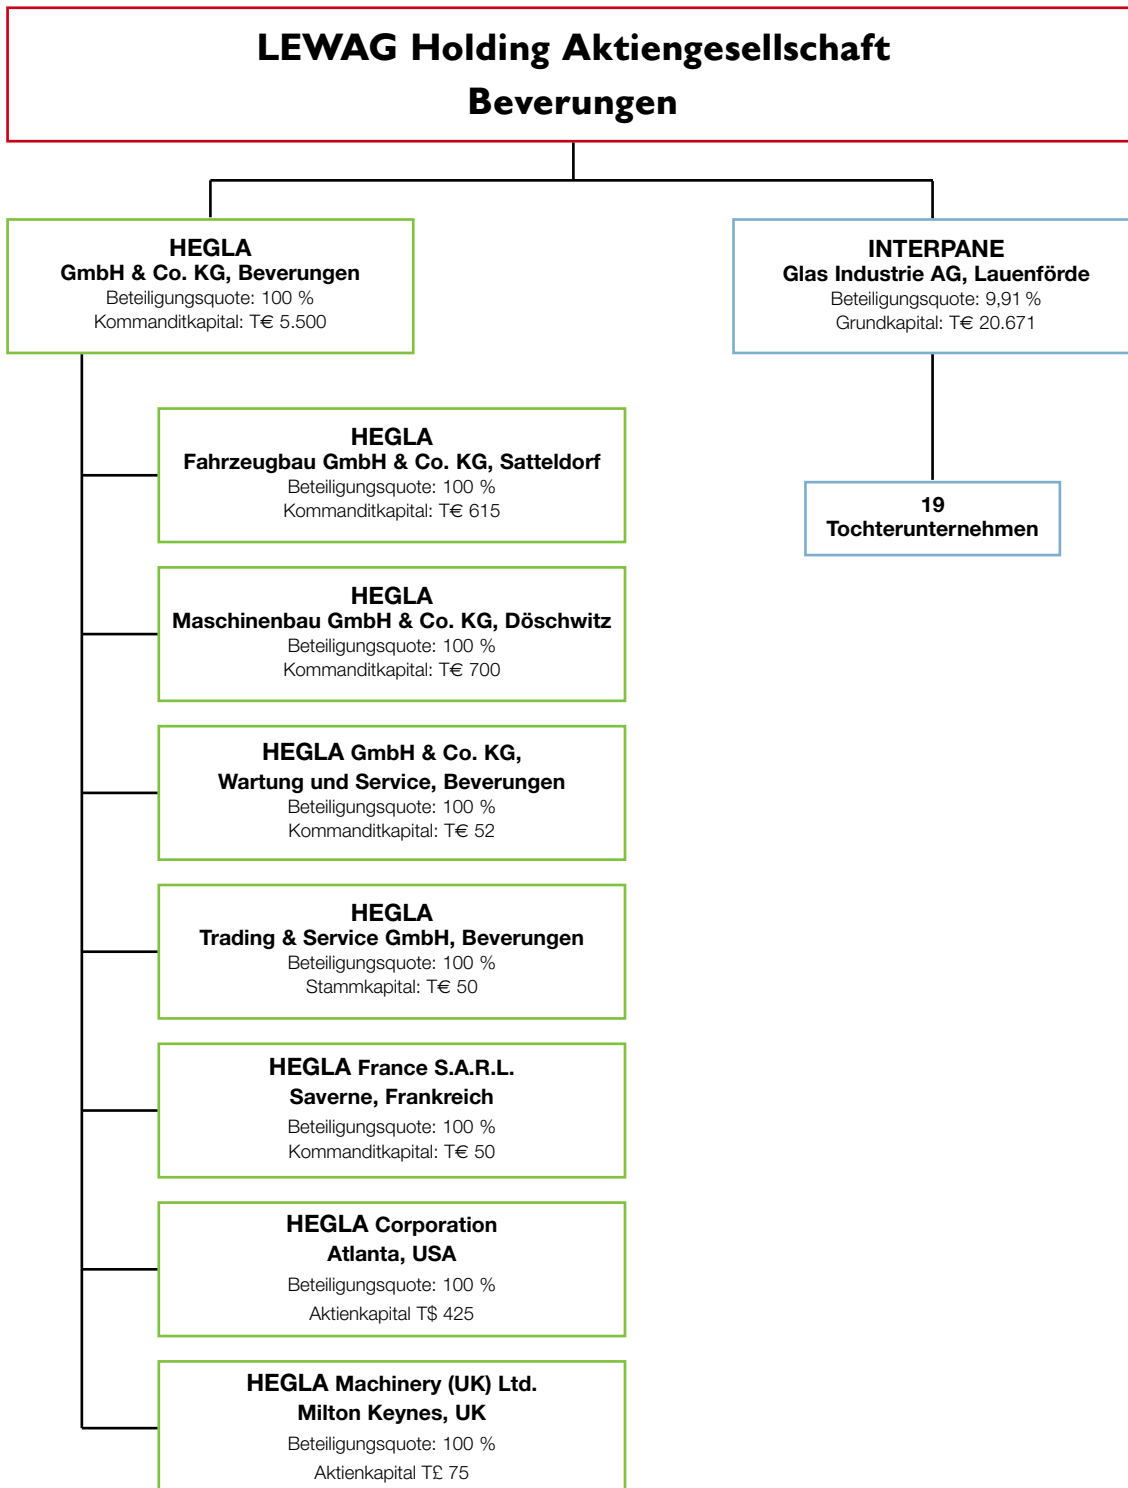 LEWAG Holding Aktiengesellschaft
Beverungen
HEGLA
GmbH & Co. KG, Beverungen
Beteiligungsquote: 100 %
Kommanditkapital: T€ 5.500
INTERPANE
Glas Industrie AG, Lauenförde
Beteiligungsquote: 9,91 %
Grundkapital: T€ 20.671
HEGLA
Fahrzeugbau GmbH & Co. KG, Satteldorf
Beteiligungsquote: 100 %
Kommanditkapital: T€ 615
19
Tochterunternehmen
HEGLA
Maschinenbau GmbH & Co. KG, Döschwitz
Beteiligungsquote: 100 %
Kommanditkapital: T€ 700
HEGLA GmbH & Co. KG,
Wartung und Service, Beverungen
Beteiligungsquote: 100 %
Kommanditkapital: T€ 52
HEGLA
Trading & Service GmbH, Beverungen
Beteiligungsquote: 100 %
Stammkapital: T€ 50
HEGLA France S.A.R.L.
Saverne, Frankreich
Beteiligungsquote: 100 %
Kommanditkapital: T€ 50
HEGLA Corporation
Atlanta, USA
Beteiligungsquote: 100 %
Aktienkapital T$ 425
HEGLA Machinery (UK) Ltd.
Milton Keynes, UK
Beteiligungsquote: 100 %
Aktienkapital T£ 75